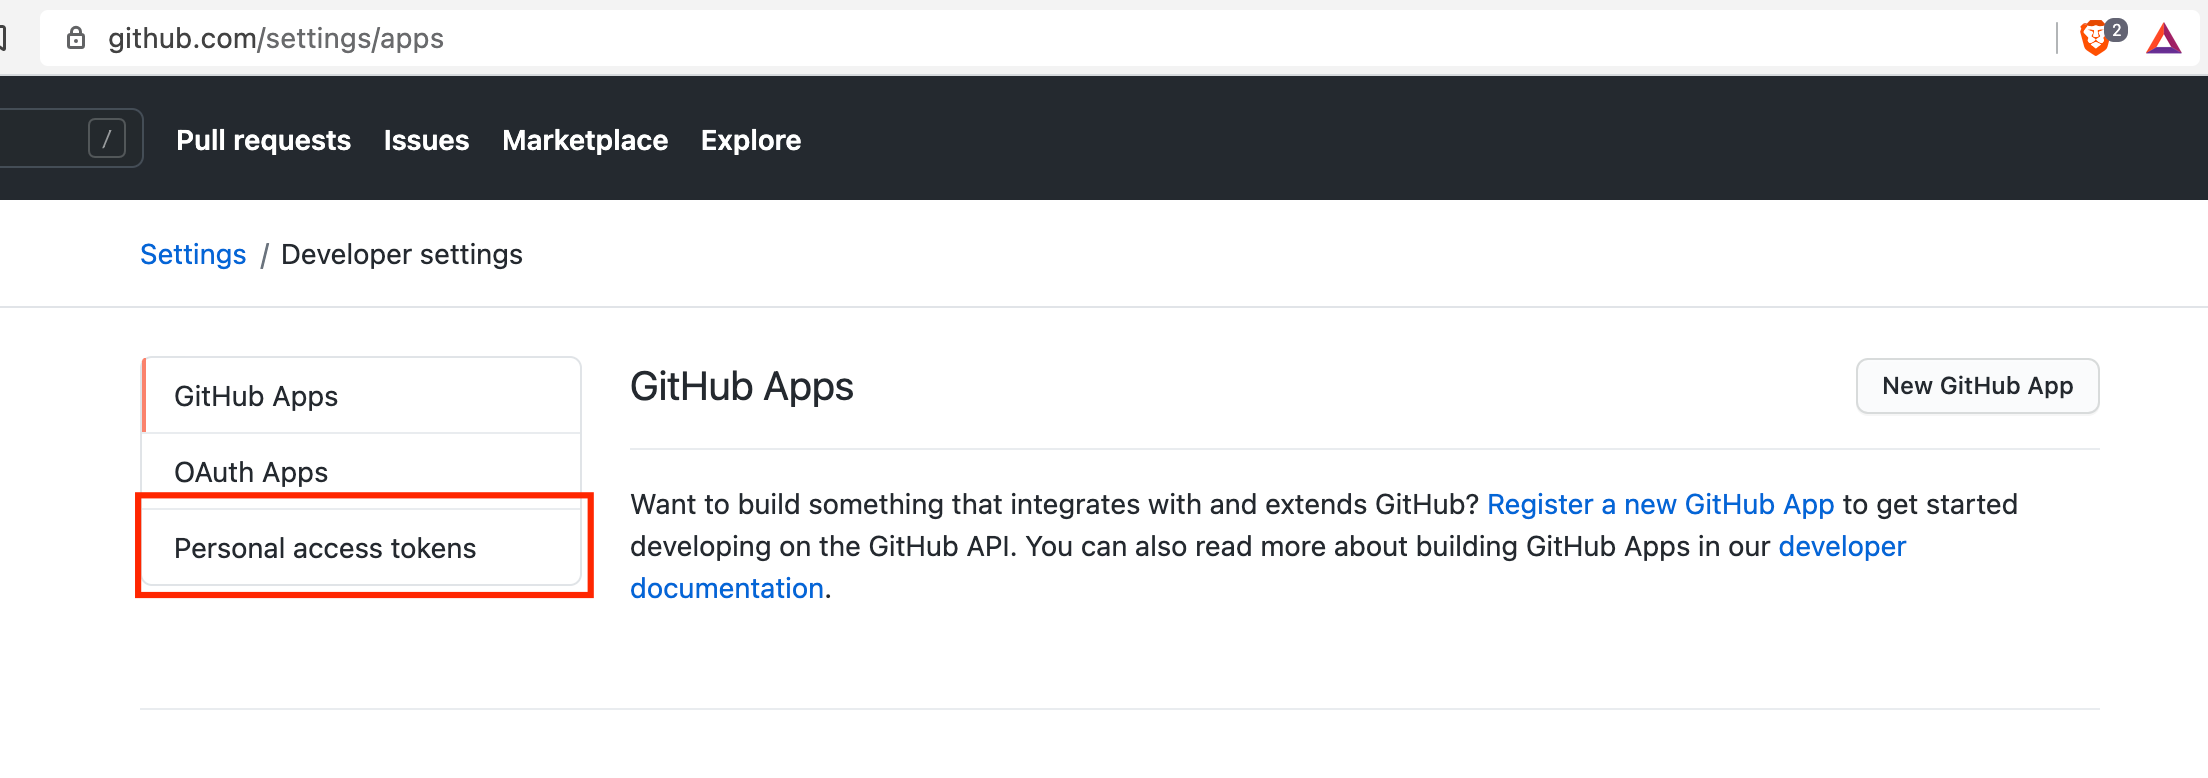 github.com/settings/apps
2
/
Pull requests Issues Marketplace Explore
Settings / Developer settings
GitHub Apps
OAuth Apps
Personal access tokens
GitHub Apps
New GitHub App
Want to build something that integrates with and extends GitHub? Register a new GitHub App to get started
developing on the GitHub API. You can also read more about building GitHub Apps in our developer
documentation.